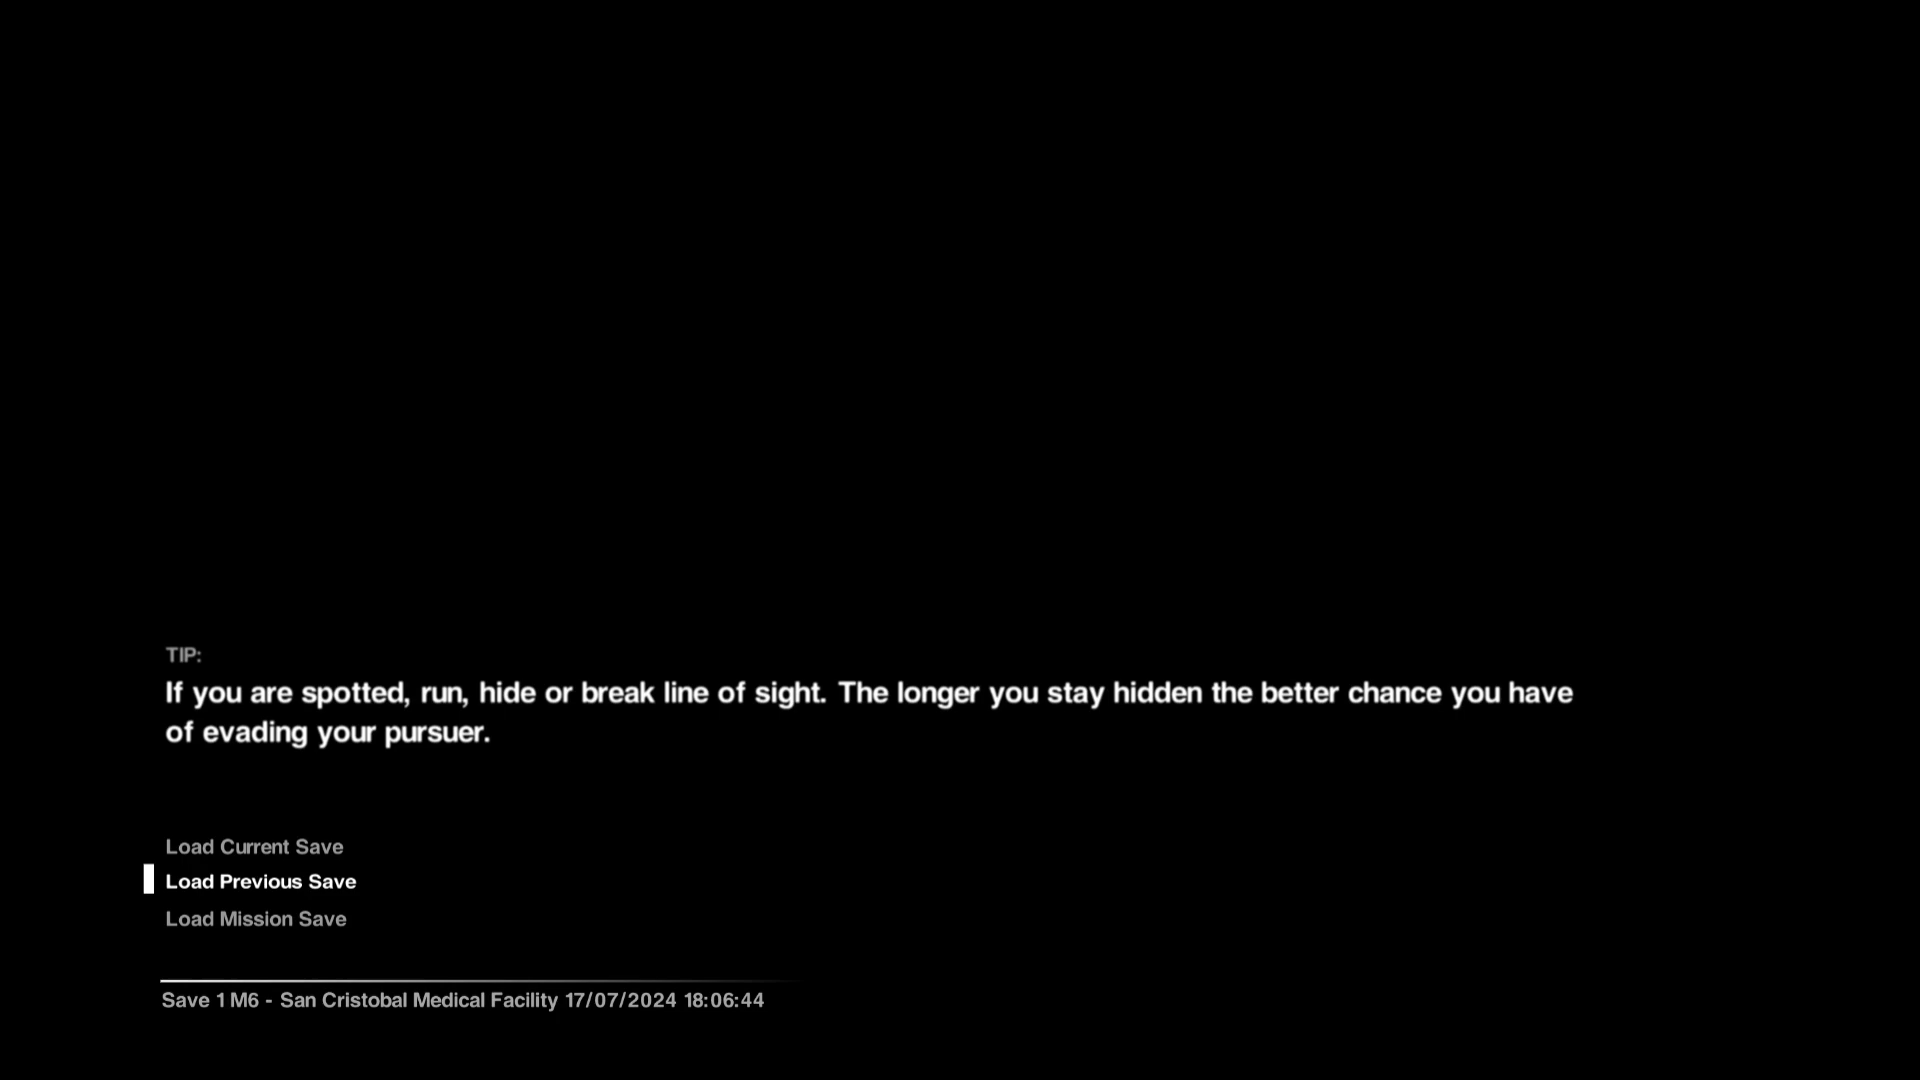 TIP:
If you are spotted, run, hide or break line of sight. The longer you stay hidden the better chance you have
of evading your pursuer.
Load Current Save
Load Previous Save
Load Mission Save
Save 1 M6 - San Cristobal Medical Facility 17/07/2024 18:06:44